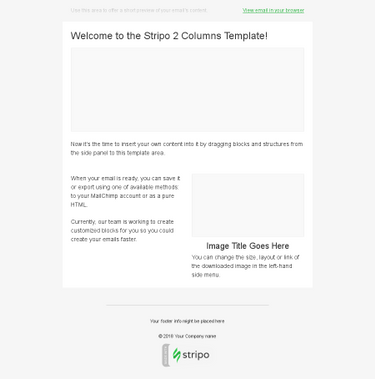 Use this area to offer a short preview of your email's content.
View email in your browser
Welcome to the Stripo 2 Columns Template!
Now it's the time to insert your own content into it by dragging blocks and structures from
the side panel to this template area.
When your email is ready, you can save it
or export using one of available methods:
to your MailChimp account or as a pure
HTML.
Currently, our team is working to create
customized blocks for you so you could
create your emails faster.
Image Title Goes Here
You can change the size, layout or link of
the downloaded image in the left-hand
side menu.
Your footer info might be placed here
© 2019 Your Company name
stripo